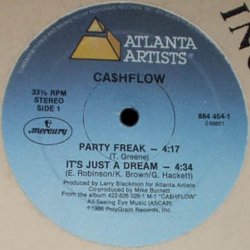 ATLANTA
ARTISTS
CA$HFLOW
33⅓ RPM
STEREO
SIDE 1
884 454-1
mercury
PARTY FREAK — 4:17
(T. Greene)
IT'S JUST A DREAM — 4:34
(E. Robinson/K. Brown/G. Hackett)
Produced by Larry Blackmon for Atlanta Artists
Co-Produced by
Mike Burnett
From the album 422-826 028-1 M-1 "CA$HFLOW"
All Seeing Eye Music (ASCAP)
℗1986 PolyGram Records, Inc.